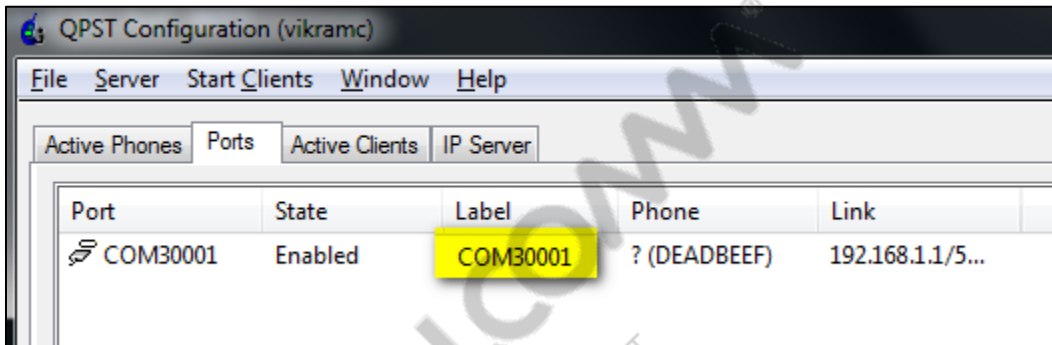 QPST Configuration (vikramc)
File Server Start Clients Window Help
Active Phones Ports Active Clients IP Server
Port State Label Phone Link
COM30001 Enabled COM30001 ? (DEADBEEF) 192.168.1.1/5...